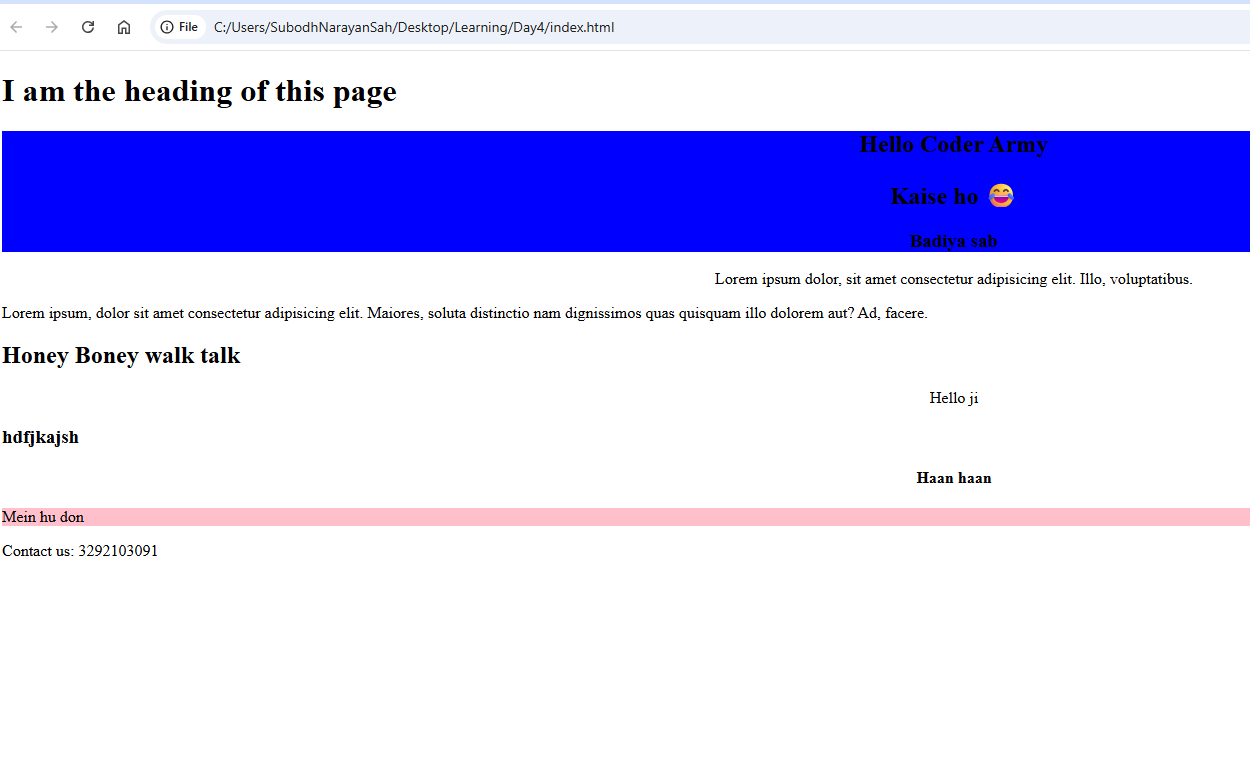 File C:/Users/SubodhNarayanSah/Desktop/Learning/Day4/index.html
I am the heading of this page
Hello Coder Army
Kaise ho 😂
Badiya sab
Lorem ipsum dolor, sit amet consectetur adipisicing elit. Illo, voluptatibus.
Lorem ipsum, dolor sit amet consectetur adipisicing elit. Maiores, soluta distinctio nam dignissimos quas quisquam illo dolorem aut? Ad, facere.
Honey Boney walk talk
Hello ji
hdfjkajsh
Haan haan
Mein hu don
Contact us: 3292103091